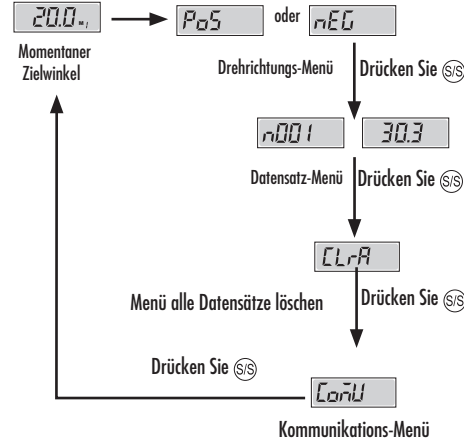 20.0 PoS oder nEG
Momentaner
Zielwinkel
Drehrichtungs-Menü Drücken Sie S/S
n001 30.3
Datensatz-Menü Drücken Sie S/S
CLrA
Menü alle Datensätze löschen Drücken Sie S/S
Drücken Sie S/S
ComU
Kommunikations-Menü